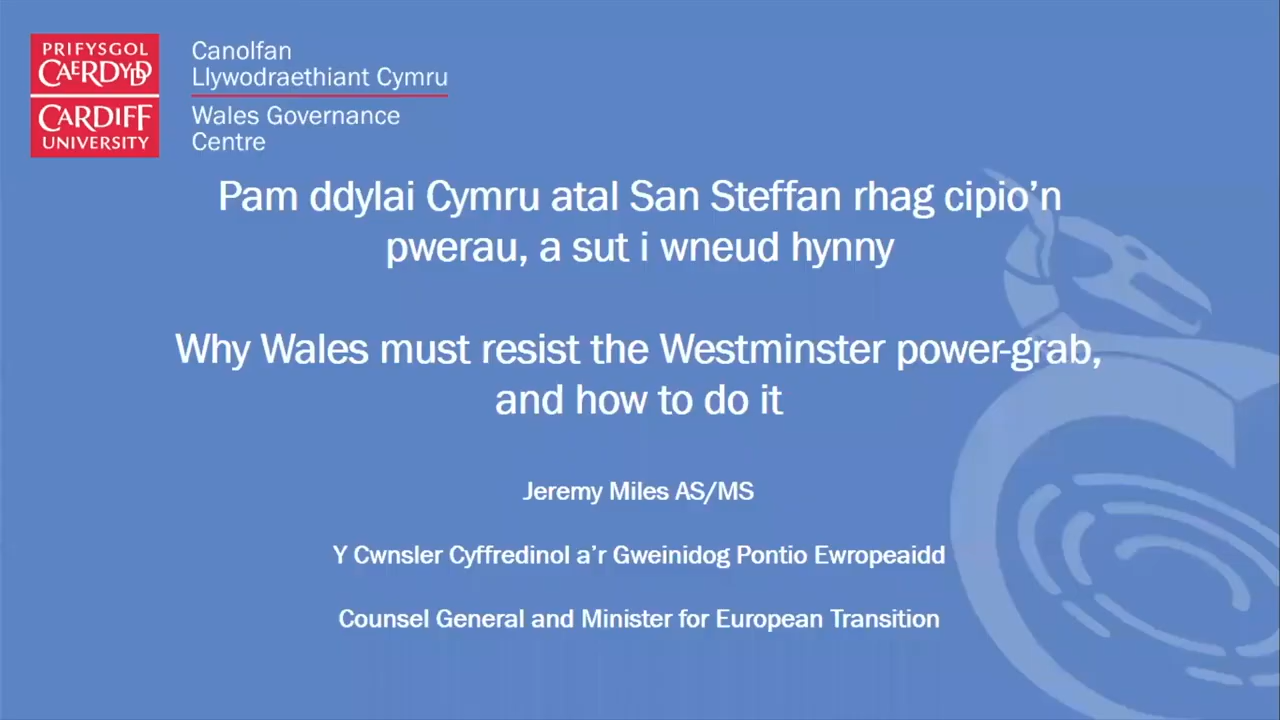 PRIFYSGOL
CAERDYDD
CARDIFF
UNIVERSITY
Canolfan
Llywodraethiant Cymru
Wales Governance
Centre
Pam ddylai Cymru atal San Steffan rhag cipio’n
pwerau, a sut i wneud hynny
Why Wales must resist the Westminster power-grab,
and how to do it
Jeremy Miles AS/MS
Y Cwnsler Cyffredinol a’r Gweinidog Pontio Ewropeaidd
Counsel General and Minister for European Transition